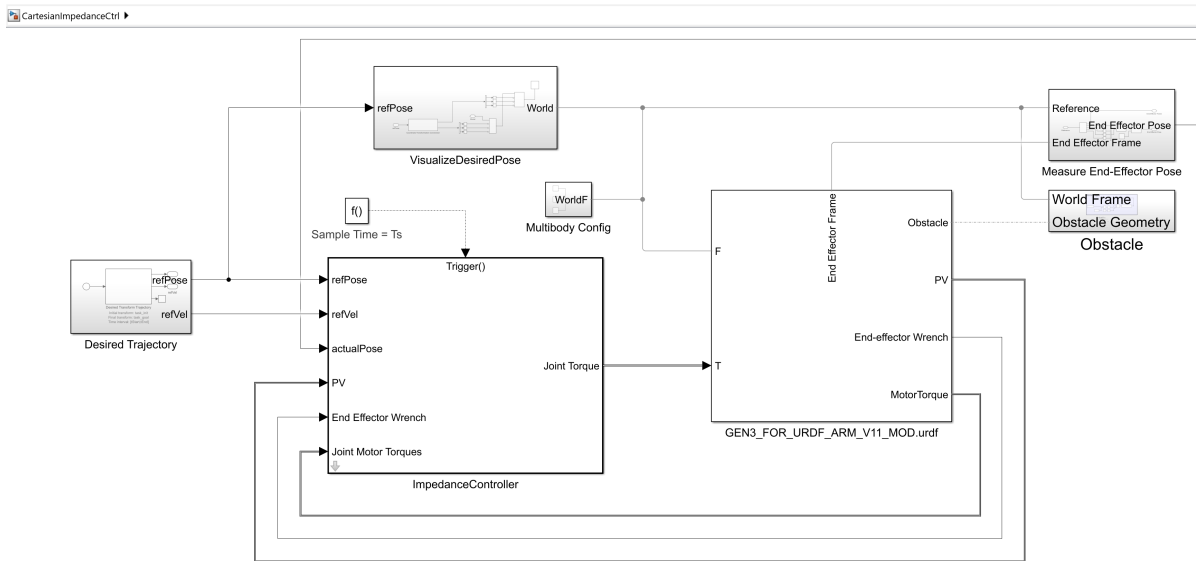 CartesianImpedanceCtrl
refPose
World
VisualizeDesiredPose
Reference
End Effector Pose
End Effector Frame
Measure End-Effector Pose
WorldF
Multibody Config
f()
Sample Time = Ts
World Frame
Obstacle Geometry
Obstacle
refPose
refVel
Desired Trajectory
Trigger()
refPose
refVel
actualPose
PV
End Effector Wrench
Joint Motor Torques
Joint Torque
ImpedanceController
End Effector Frame
F
T
Obstacle
PV
End-effector Wrench
MotorTorque
GEN3_FOR_URDF_ARM_V11_MOD.urdf